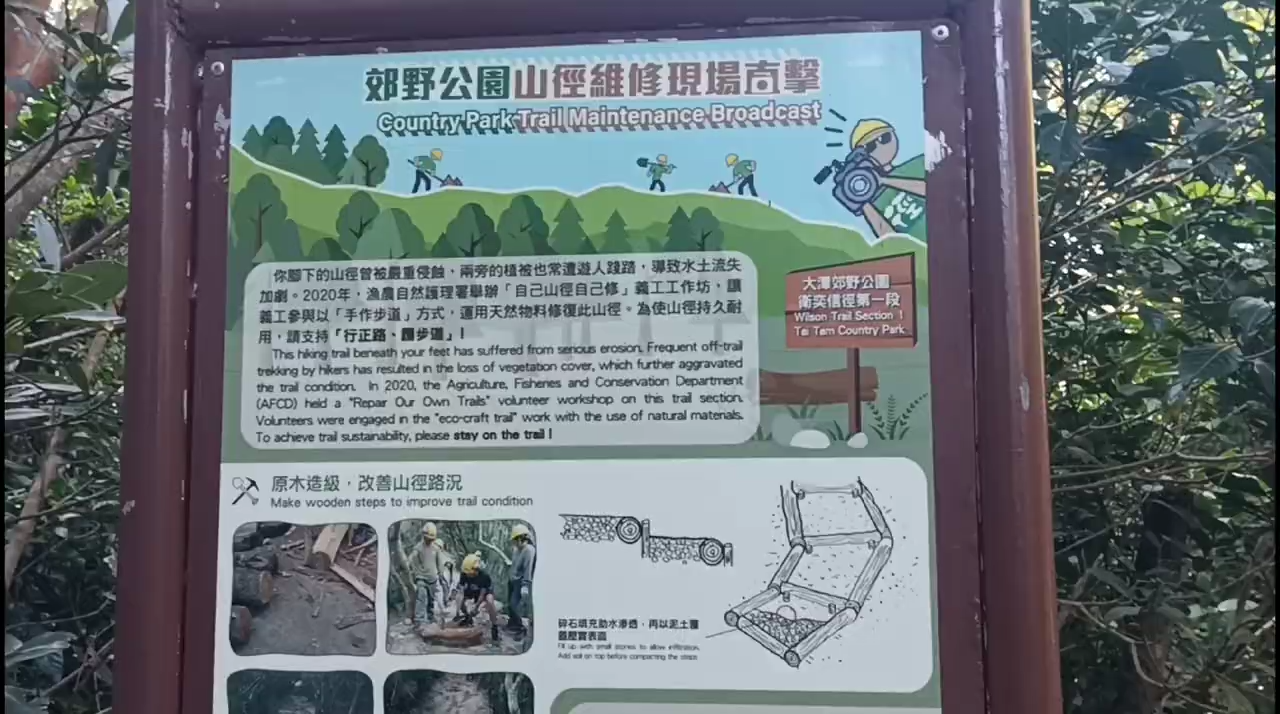 郊野公園山徑維修現場直擊
Country Park Trail Maintenance Broadcast
你腳下的山徑曾被嚴重侵蝕，兩旁的植被也常遭遊人踐踏，導致水土流失
加劇。2020年，漁農自然護理署舉辦「自己山徑自己修」義工工作坊，讓
義工參與以「手作步道」方式，運用天然物料修復此山徑。為使山徑持久耐
用，請支持「行正路、闊步道」!
This hiking trail beneath your feet has suffered from serious erosion. Frequent off-trail
trekking by hikers has resulted in the loss of vegetation cover, which further aggravated
the trail condition. In 2020, the Agriculture, Fisheries and Conservation Department
(AFCD) held a "Repair Our Own Trails" volunteer workshop on this trail section.
Volunteers were engaged in the "eco-craft trail" work with the use of natural materials.
To achieve trail sustainability, please stay on the trail !
大潭郊野公園
衛奕信徑第一段
Wilson Trail Section 1
Tai Tam Country Park
原木造級，改善山徑路況
Make wooden steps to improve trail condition
碎石填充助水滲透，再以泥土覆
蓋壓實表面
Fill up with small stones to allow infiltration.
Add soil on top before compacting the steps